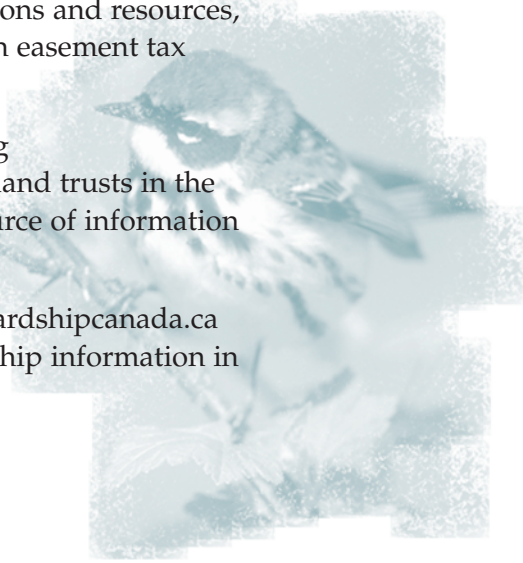 ons and resources,
n easement tax
g
and trusts in the
rce of information
ardshipcanada.ca
hip information in